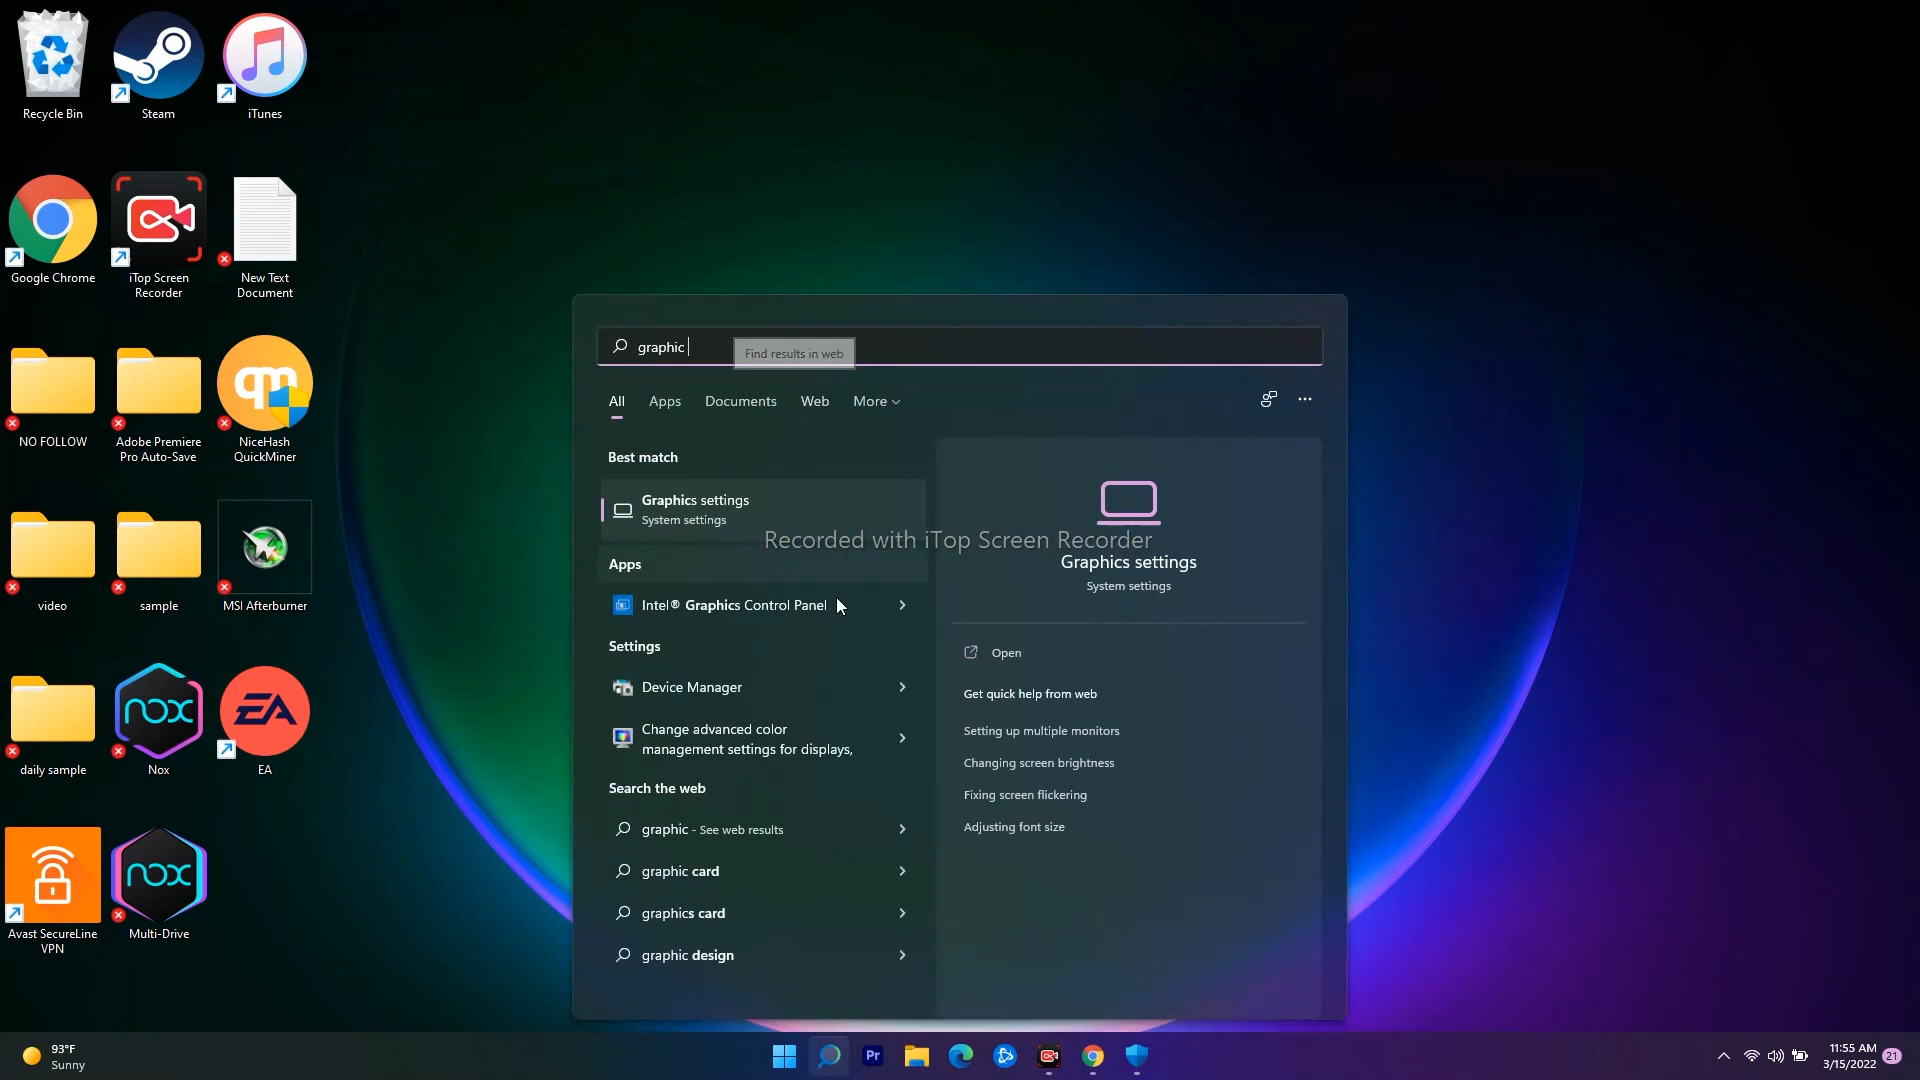 Recycle Bin
Steam
iTunes
Google Chrome
iTop Screen
Recorder
New Text
Document
NO FOLLOW
Adobe Premiere
Pro Auto-Save
qm
NiceHash
QuickMiner
video
sample
MSI Afterburner
daily sample
nox
Nox
EA
EA
Avast SecureLine
VPN
nox
Multi-Drive
graphic
Find results in web
All
Apps
Documents
Web
More
Best match
Graphics settings
System settings
Apps
Intel® Graphics Control Panel
Settings
Device Manager
Change advanced color
management settings for displays,
Search the web
graphic - See web results
graphic card
graphics card
graphic design
Recorded with iTop Screen Recorder
Graphics settings
System settings
Open
Get quick help from web
Setting up multiple monitors
Changing screen brightness
Fixing screen flickering
Adjusting font size
93°F
Sunny
Pr
11:55 AM
3/15/2022
21